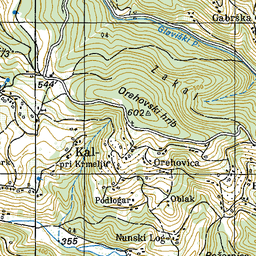 Gabrska
Glaviški p.
Zakal
544
Orehovski hrib
602
Kal-
pri Krmelju
Orehovica
Podlogar
Oblak
355
Nunski Log